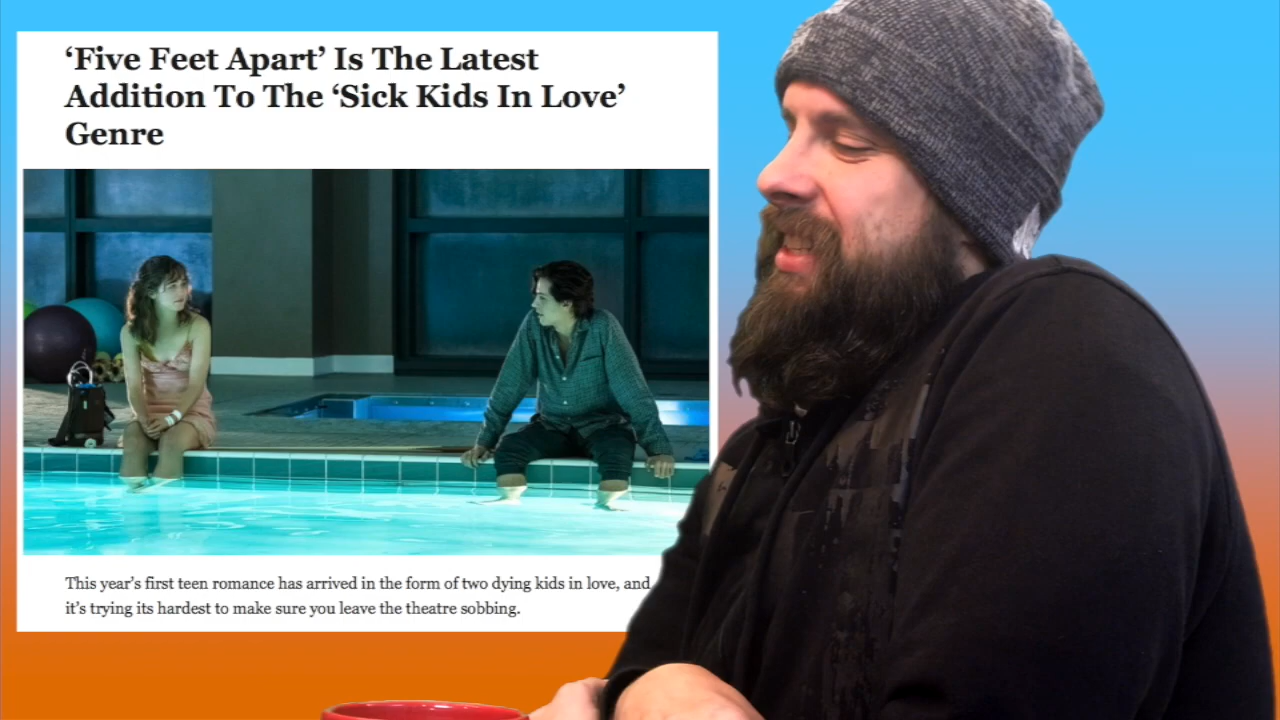 ‘Five Feet Apart’ Is The Latest
Addition To The ‘Sick Kids In Love’
Genre
This year’s first teen romance has arrived in the form of two dying kids in love, and
it’s trying its hardest to make sure you leave the theatre sobbing.